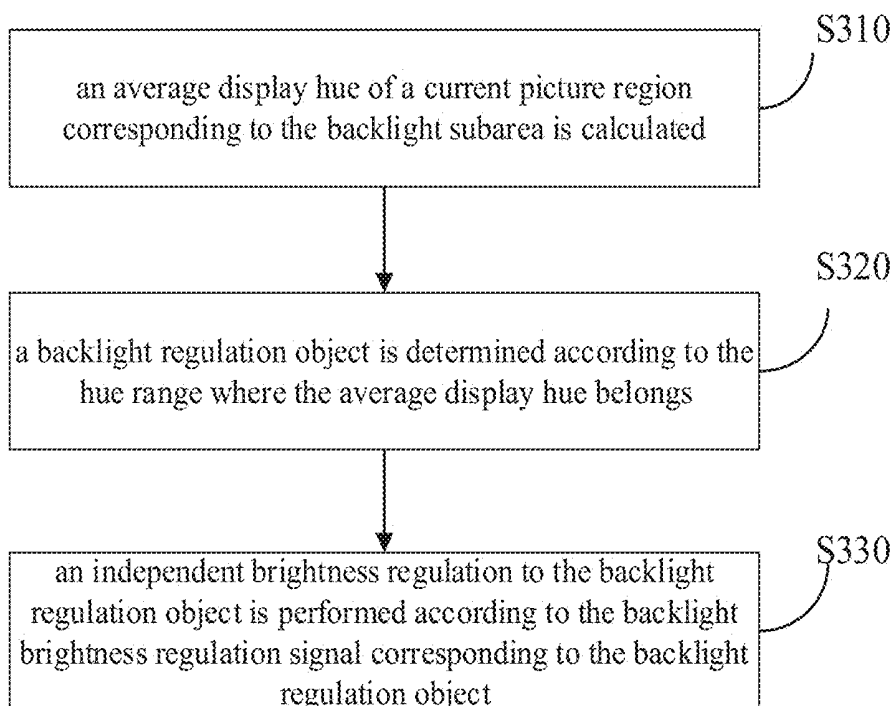 S310
an average display hue of a current picture region
corresponding to the backlight subarea is calculated
S320
a backlight regulation object is determined according to the
hue range where the average display hue belongs
S330
an independent brightness regulation to the backlight
regulation object is performed according to the backlight
brightness regulation signal corresponding to the backlight
regulation object